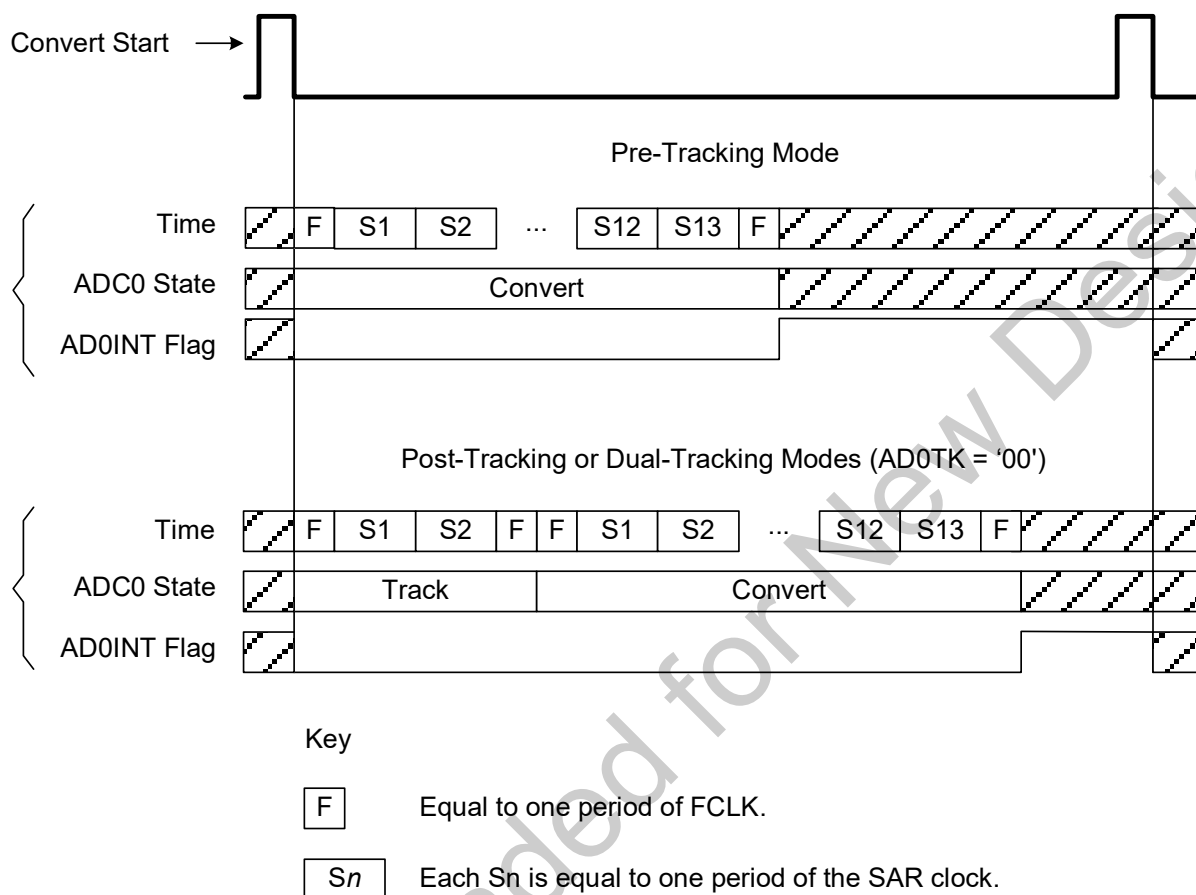 Convert Start
Pre-Tracking Mode
Time F S1 S2 ... S12 S13 F
ADC0 State Convert
AD0INT Flag
Post-Tracking or Dual-Tracking Modes (AD0TK = ‘00')
Time F S1 S2 F F S1 S2 ... S12 S13 F
ADC0 State Track Convert
AD0INT Flag
Key
F Equal to one period of FCLK.
Sn Each Sn is equal to one period of the SAR clock.
for New